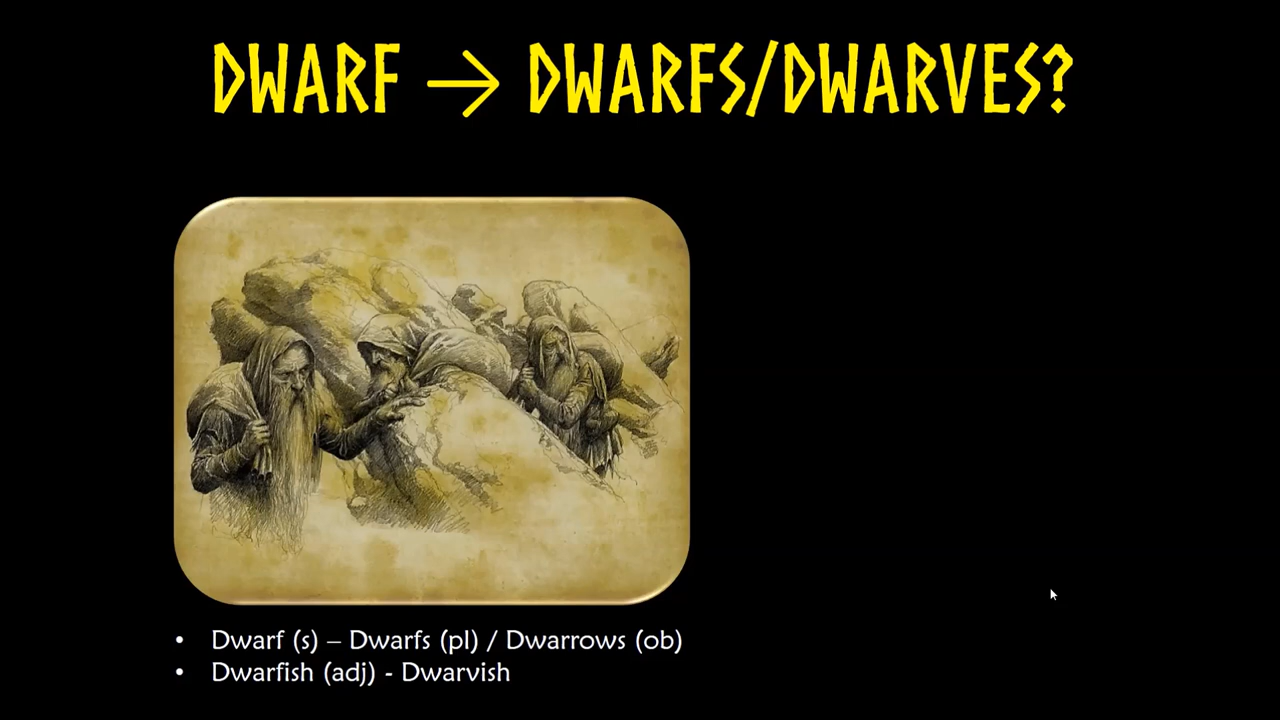 DWARF → DWARFS/DWARVES?
• Dwarf (s) – Dwarfs (pl) / Dwarrows (ob)
• Dwarfish (adj) - Dwarvish